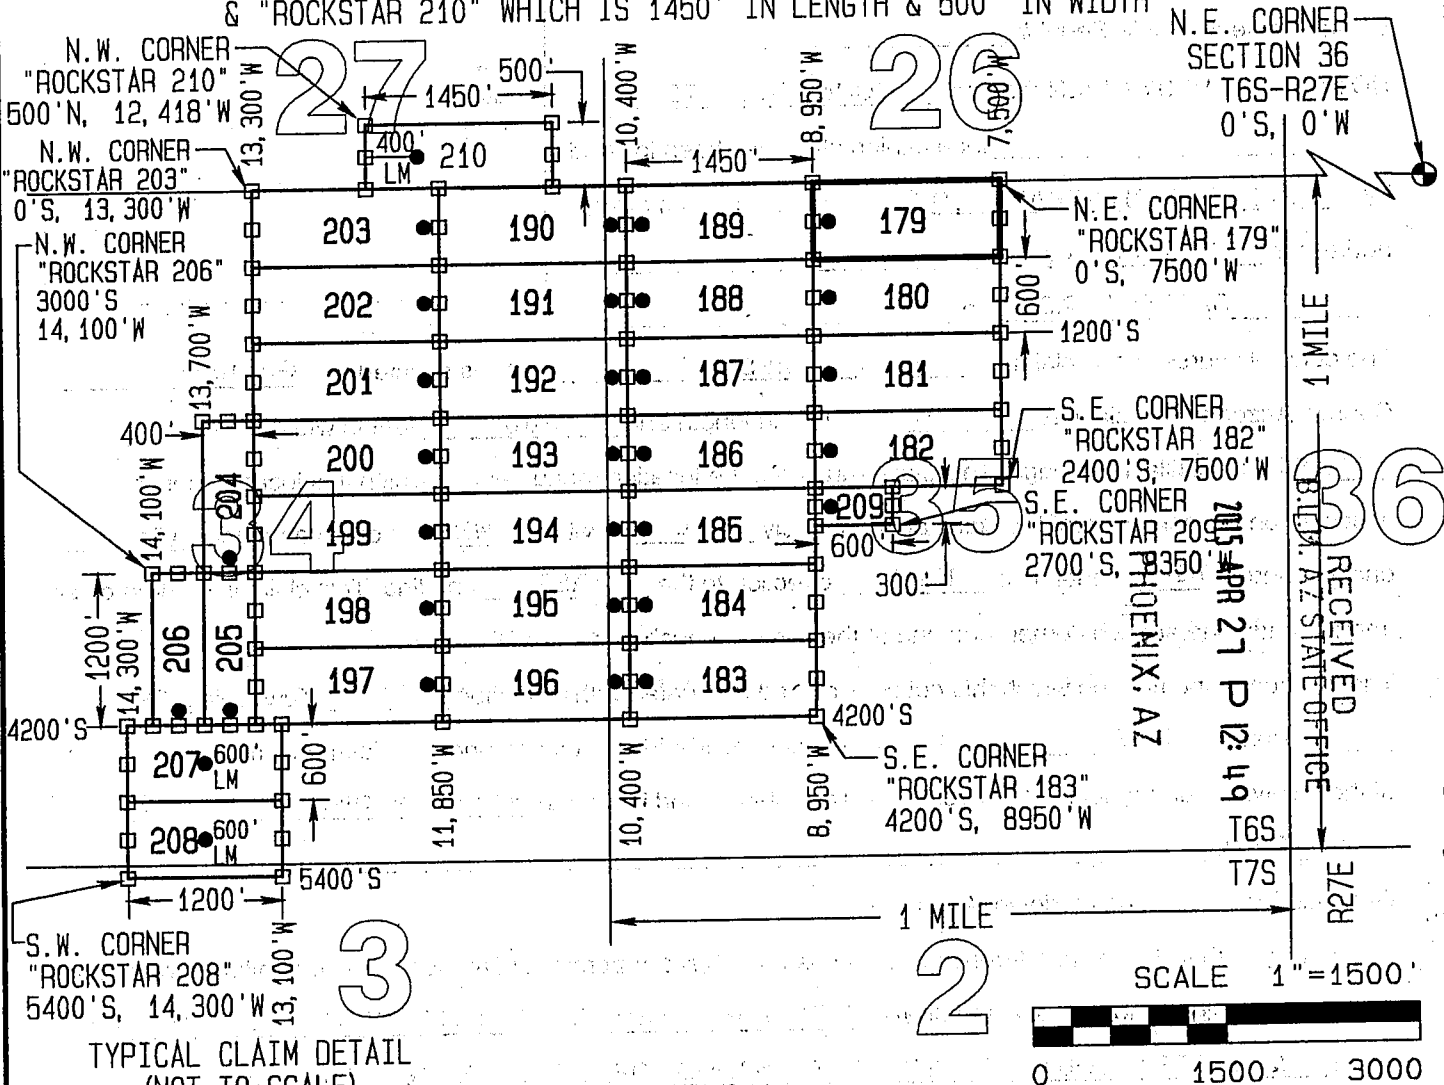 & "ROCKSTAR 210" WHICH IS 1450' IN LENGTH & 500' IN WIDTH
N.W. CORNER
"ROCKSTAR 210"
500'N, 12,418'W
N.W. CORNER
"ROCKSTAR 203"
0'S, 13,300'W
N.W. CORNER
"ROCKSTAR 206"
3000'S
14,100'W
13,300'W.
27
1450'
500'
400'
LM
210
10,400'W.
26
8,950'W.
7,500'W.
1450'
N.E. CORNER
SECTION 36
T6S-R27E
0'S, 0'W
N.E. CORNER
"ROCKSTAR 179"
0'S, 7500'W
203 190 189 179
202 191 188 180
600'
1200'S
201 192 187 181
200 193 186 182
199 194 185 209
198 195 184
197 196 183
13,700'W.
400'
204
34
35
36
14,100'W.
1200'
14,300'W.
206
205
4200'S
600'
300'
S.E. CORNER
"ROCKSTAR 182"
2400'S, 7500'W
S.E. CORNER
"ROCKSTAR 209
2700'S, 8350'
4200'S
S.E. CORNER
"ROCKSTAR 183"
4200'S, 8950'W
207 600'
LM
208 600'
LM
600'
11,850'W.
10,400'W.
8,950'W.
5400'S
1200'
13,100'W.
S.W. CORNER
"ROCKSTAR 208"
5400'S, 14,300'W
3
2
1 MILE
1 MILE
T6S
T7S
R27E
RECEIVED
B.L.M. AZ STATE OFFICE
2015 APR 27 P 12:49
PHOENIX, AZ
SCALE 1"=1500'
0 1500 3000
TYPICAL CLAIM DETAIL
(NOT TO SCALE)